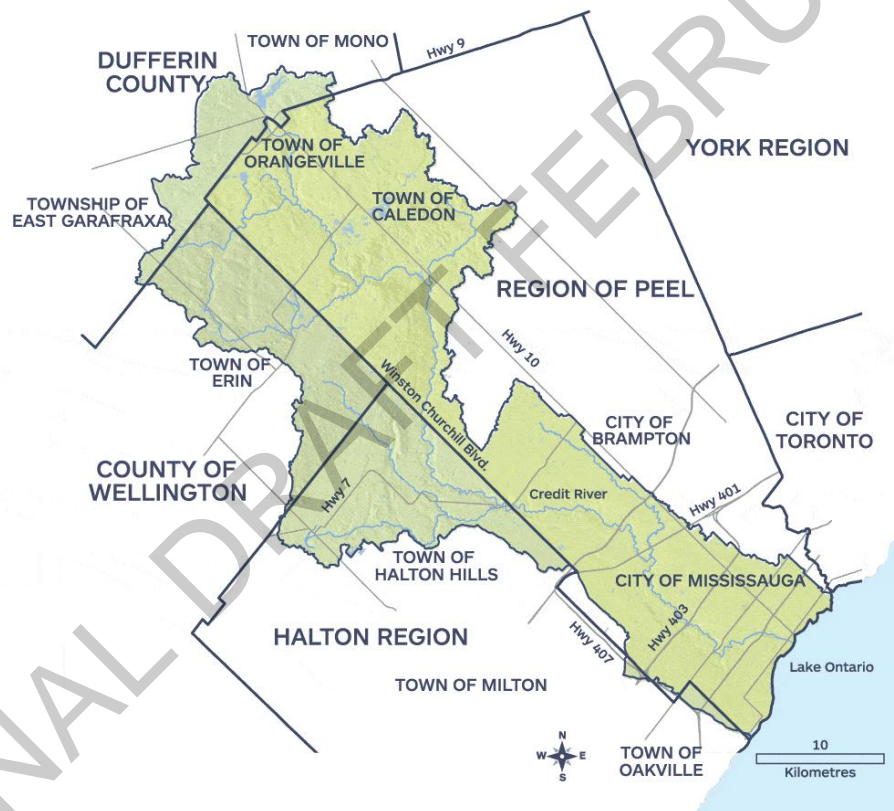 TOWN OF MONO
Hwy 9
DUFFERIN
COUNTY
TOWN OF
ORANGEVILLE
YORK REGION
TOWNSHIP OF
EAST GARAFRAXA
TOWN OF
CALEDON
REGION OF PEEL
Hwy 10
TOWN OF
ERIN
Winston Churchill Blvd.
CITY OF
BRAMPTON
CITY OF
TORONTO
COUNTY OF
WELLINGTON
Hwy 7
Credit River
Hwy 401
TOWN OF
HALTON HILLS
CITY OF MISSISSAUGA
HALTON REGION
Hwy 403
Hwy 407
Lake Ontario
TOWN OF MILTON
N
W E
S
TOWN OF
OAKVILLE
10
Kilometres
NAL DRAFT FEBRU